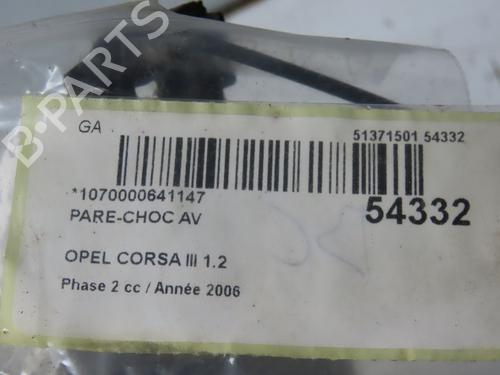 GA
51371501 54332
*1070000641147
54332
PARE-CHOC AV
OPEL CORSA III 1.2
Phase 2 cc / Année 2006
B-PARTS